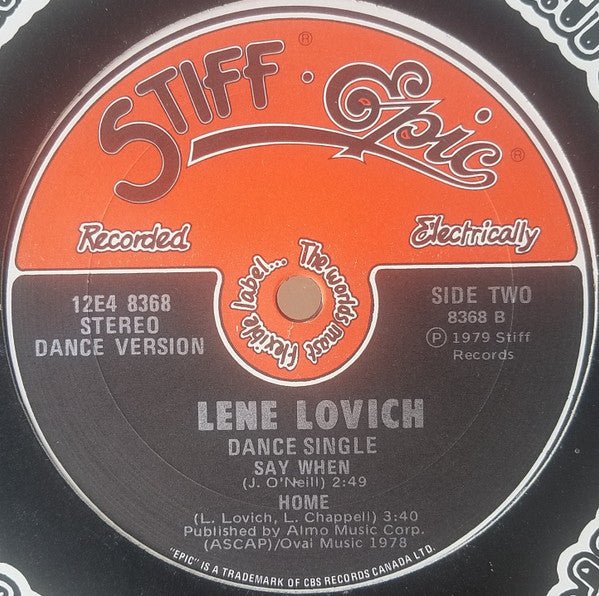 STIFF® · Epic®
Recorded
Electrically
The worlds most flexible label...
12E4 8368
STEREO
DANCE VERSION
SIDE TWO
8368 B
Ⓟ 1979 Stiff
Records
LENE LOVICH
DANCE SINGLE
SAY WHEN
(J. O'Neill) 2:49
HOME
(L. Lovich, L. Chappell) 3:40
Published by Almo Music Corp.
(ASCAP)/Oval Music 1978
"EPIC" IS A TRADEMARK OF CBS RECORDS CANADA LTD.